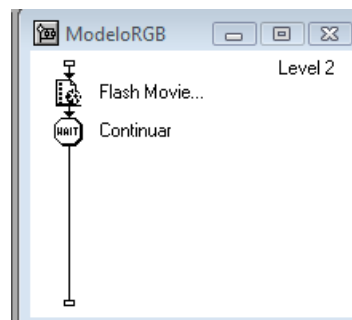 ModeloRGB
Level 2
Flash Movie...
WAIT
Continuar